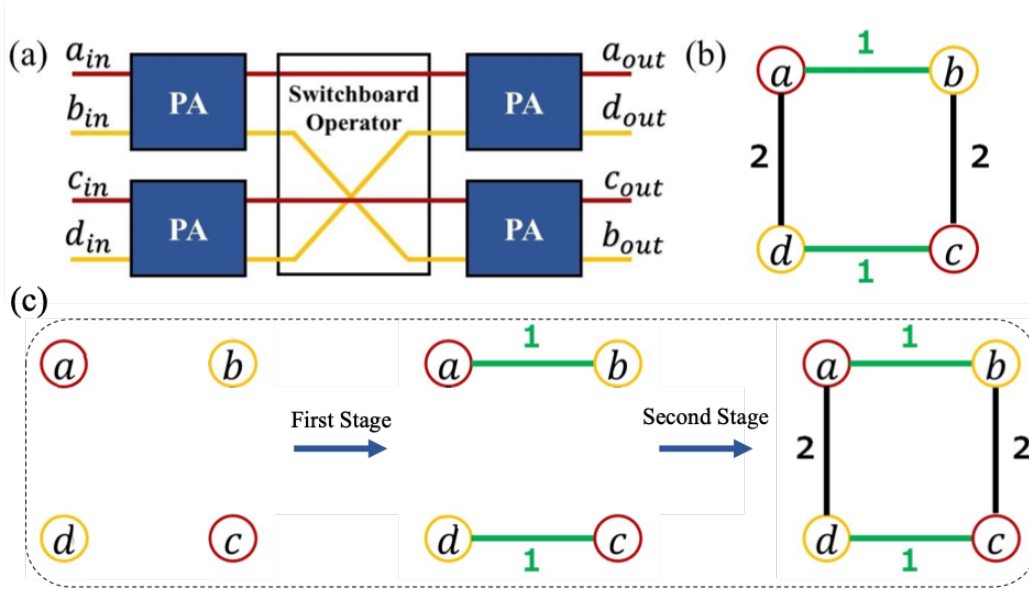 (a)
a_in
b_in
c_in
d_in
PA
PA
Switchboard
Operator
PA
PA
a_out
d_out
c_out
b_out
(b)
1
a
b
2
2
d
c
1
(c)
a
b
d
c
First Stage
1
a
b
d
c
1
Second Stage
1
a
b
2
2
d
c
1